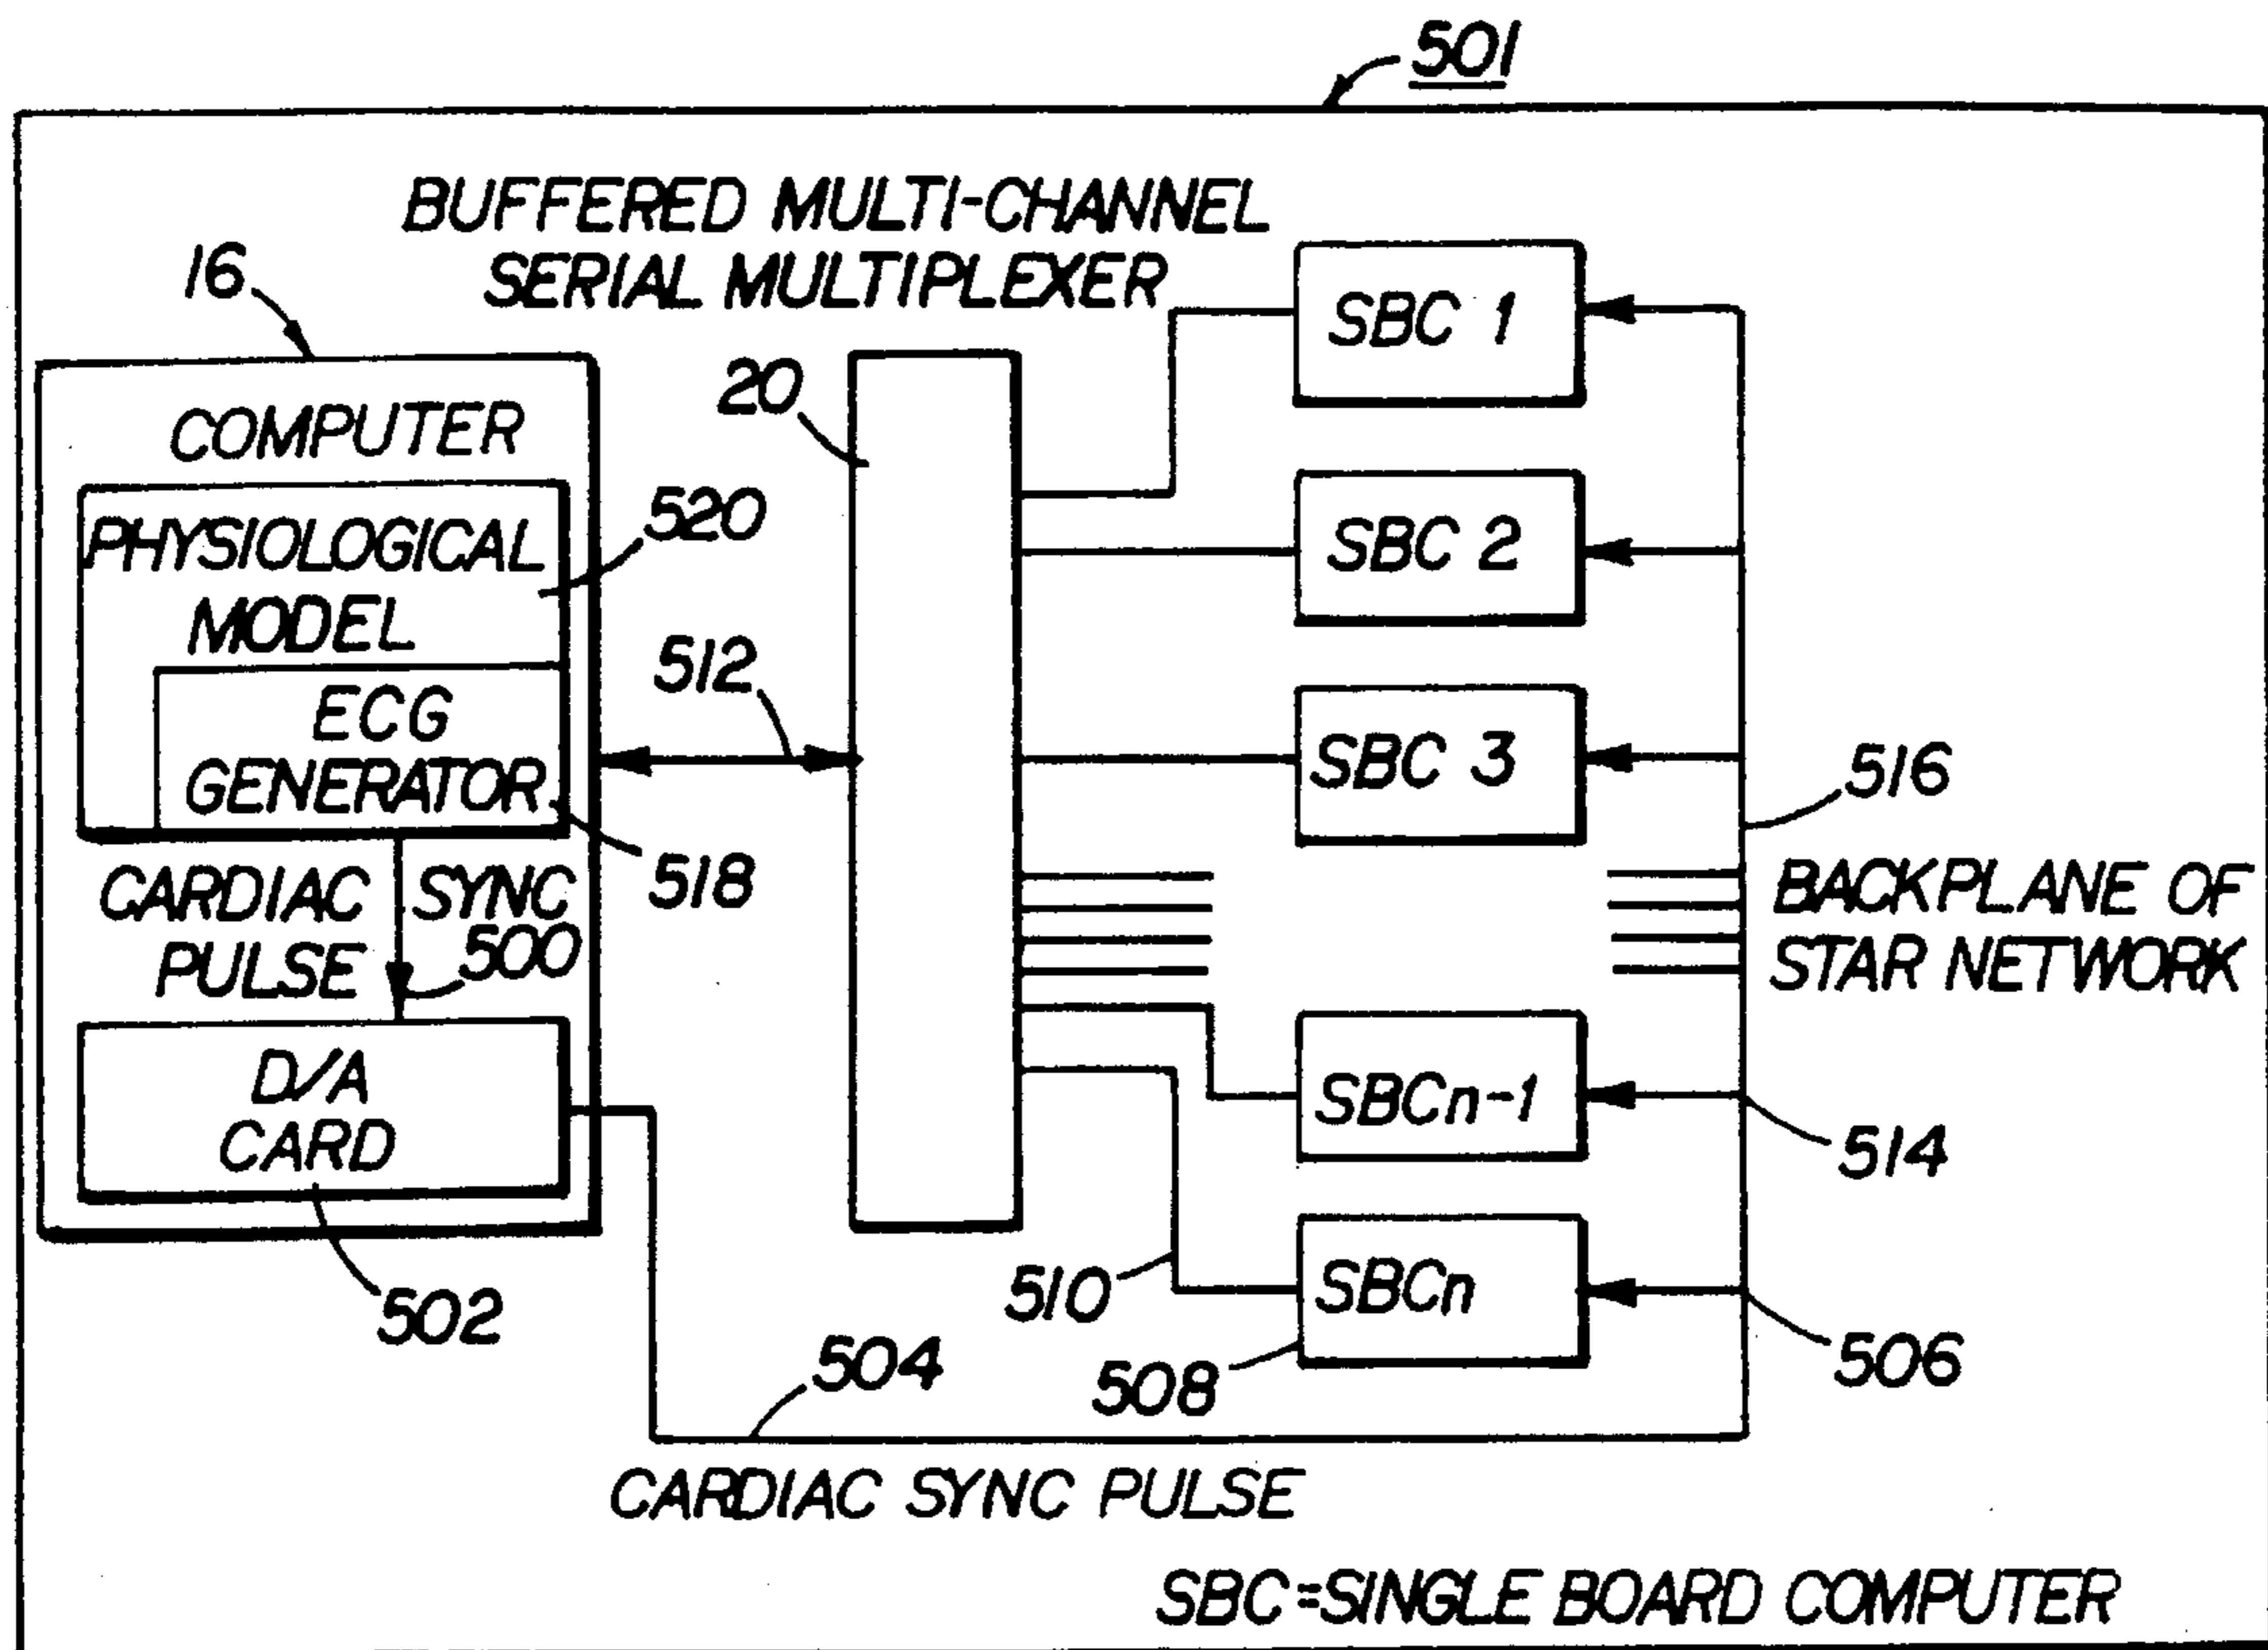 501
BUFFERED MULTI-CHANNEL
SERIAL MULTIPLEXER
16
COMPUTER
PHYSIOLOGICAL
MODEL
520
ECG
GENERATOR
518
CARDIAC SYNC
PULSE 500
D/A
CARD
502
20
512
SBC 1
SBC 2
SBC 3
SBCn-1
SBCn
516
BACKPLANE OF
STAR NETWORK
514
506
510
508
504
CARDIAC SYNC PULSE
SBC=SINGLE BOARD COMPUTER